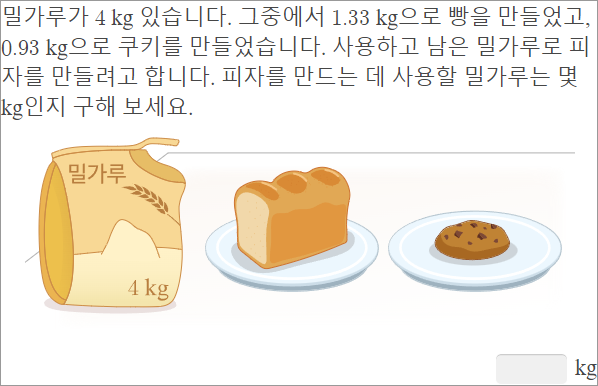 밀가루가 4 kg 있습니다. 그중에서 1.33 kg으로 빵을 만들었고,
0.93 kg으로 쿠키를 만들었습니다. 사용하고 남은 밀가루로 피
자를 만들려고 합니다. 피자를 만드는 데 사용할 밀가루는 몇
kg인지 구해 보세요.
밀가루
4 kg
kg